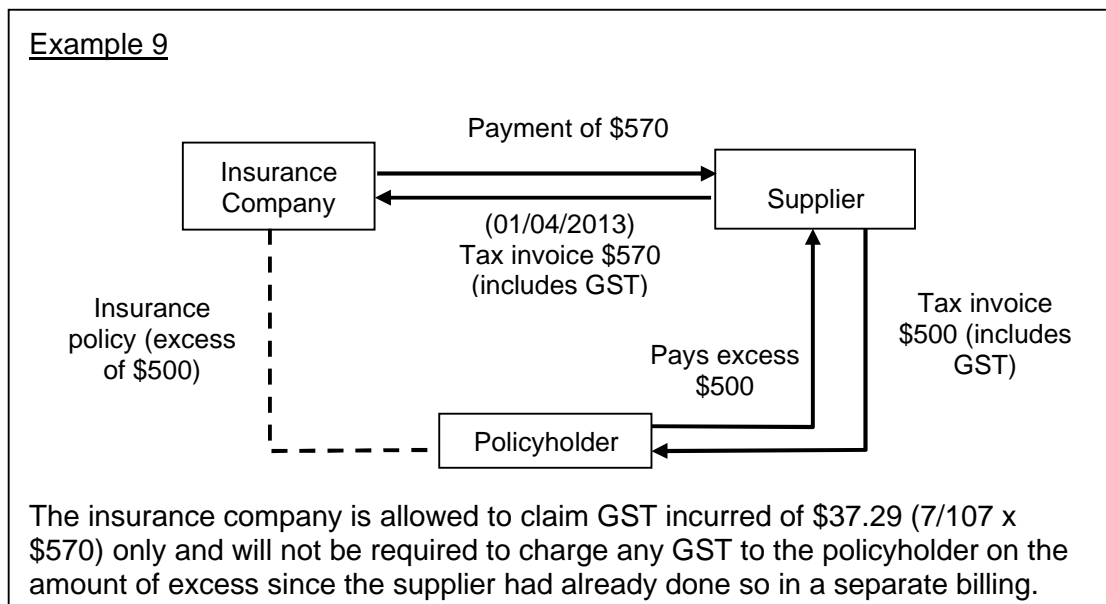 Example 9
Payment of $570
Insurance
Company
Supplier
(01/04/2013)
Tax invoice $570
(includes GST)
Insurance
policy (excess
of $500)
Pays excess
$500
Tax invoice
$500 (includes
GST)
Policyholder
The insurance company is allowed to claim GST incurred of $37.29 (7/107 x
$570) only and will not be required to charge any GST to the policyholder on the
amount of excess since the supplier had already done so in a separate billing.